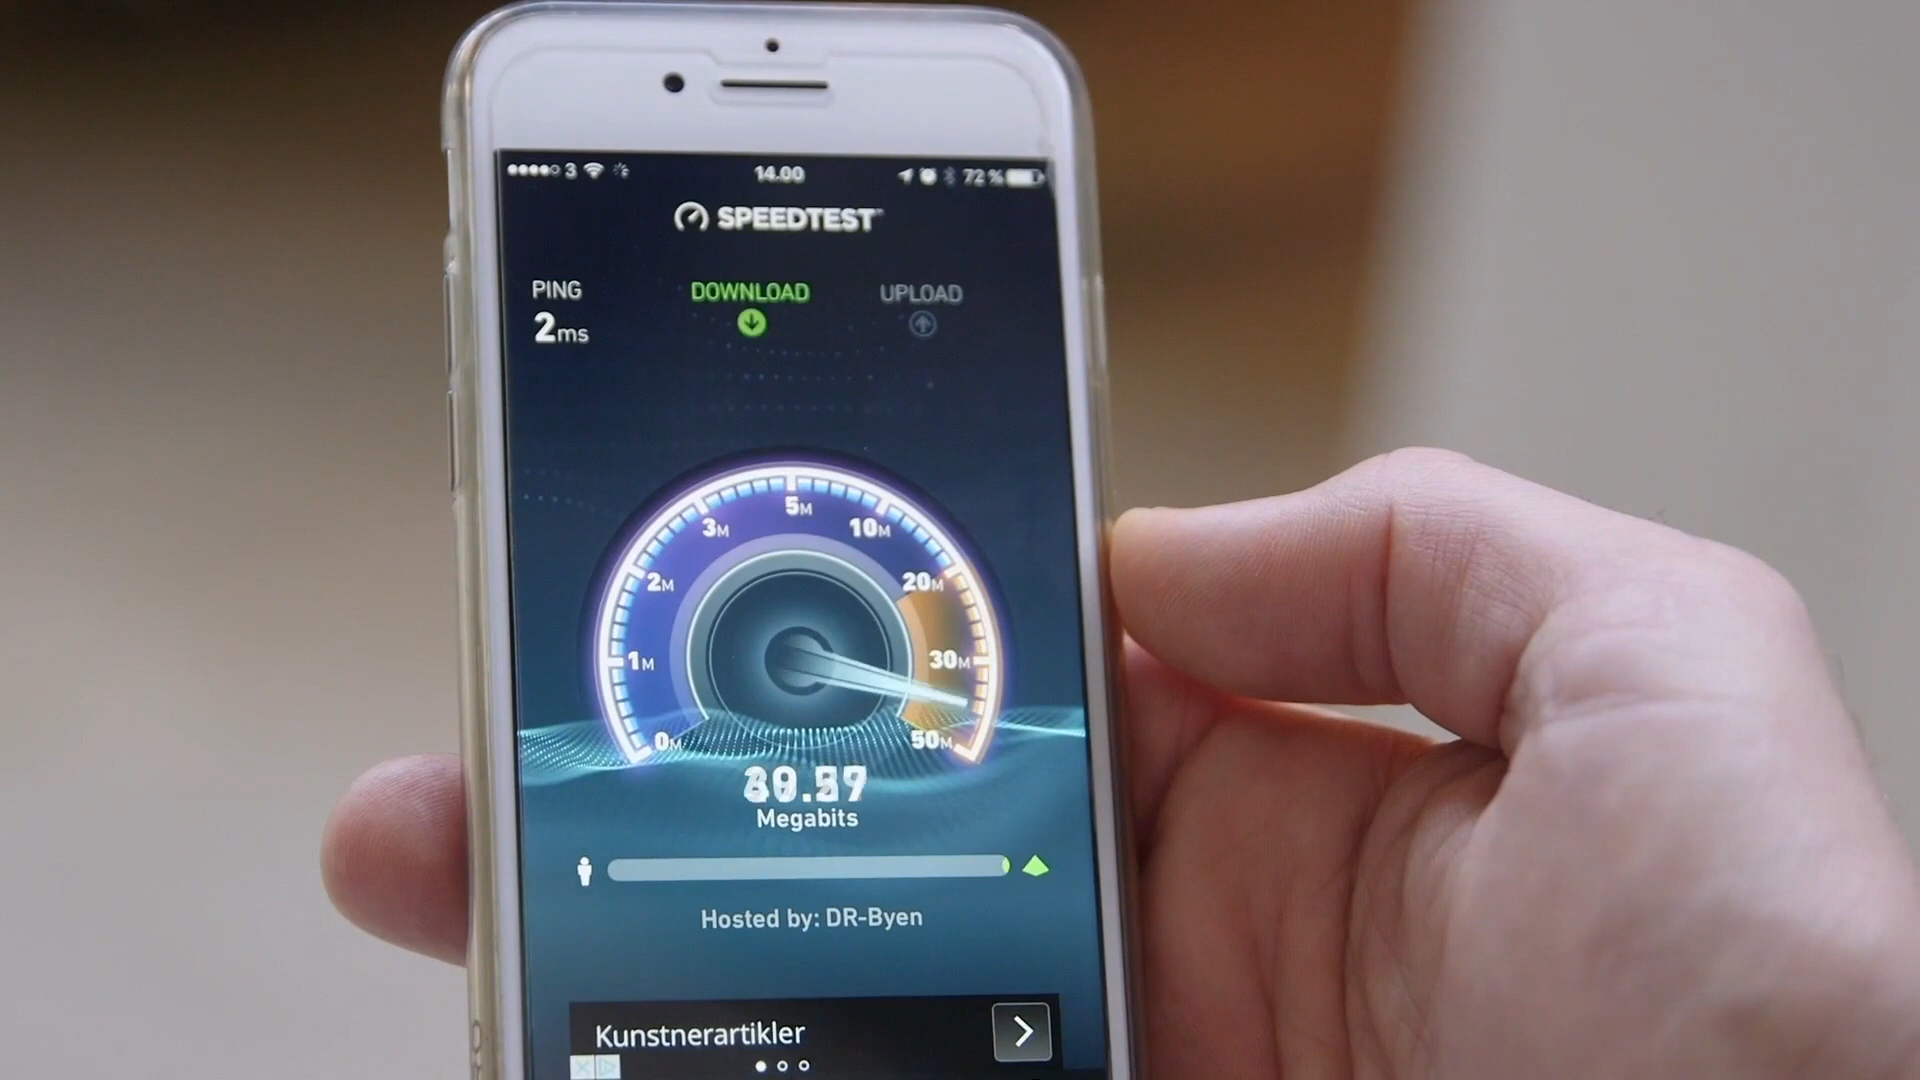 3 14.00 72 %
SPEEDTEST™
PING DOWNLOAD UPLOAD
2ms
5M
3M 10M
2M 20M
1M 30M
0M 50M
Megabits
Hosted by: DR-Byen
Kunstnerartikler